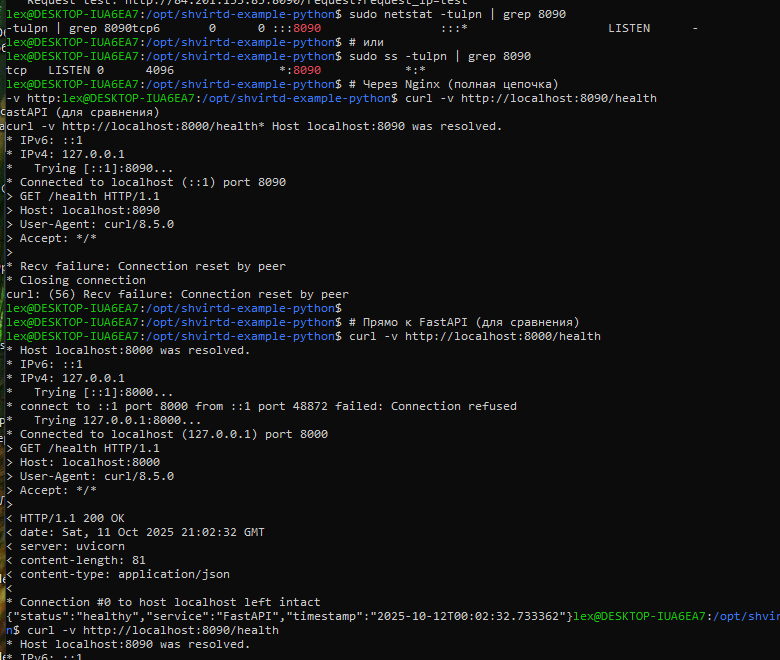 Request test: http://84.201.155.85:8090/request?request_ip=test
lex@DESKTOP-IUA6EA7:/opt/shvirtd-example-python$ sudo netstat -tulpn | grep 8090
-tulpn | grep 8090tcp6       0      0 :::8090                 :::*                    LISTEN      -
lex@DESKTOP-IUA6EA7:/opt/shvirtd-example-python$ # или
lex@DESKTOP-IUA6EA7:/opt/shvirtd-example-python$ sudo ss -tulpn | grep 8090
tcp   LISTEN 0      4096               *:8090            *:*
lex@DESKTOP-IUA6EA7:/opt/shvirtd-example-python$ # Через Nginx (полная цепочка)
-v http:lex@DESKTOP-IUA6EA7:/opt/shvirtd-example-python$ curl -v http://localhost:8090/health
astAPI (для сравнения)
curl -v http://localhost:8000/health* Host localhost:8090 was resolved.
* IPv6: ::1
* IPv4: 127.0.0.1
*   Trying [::1]:8090...
* Connected to localhost (::1) port 8090
> GET /health HTTP/1.1
> Host: localhost:8090
> User-Agent: curl/8.5.0
> Accept: */*
>
* Recv failure: Connection reset by peer
* Closing connection
curl: (56) Recv failure: Connection reset by peer
lex@DESKTOP-IUA6EA7:/opt/shvirtd-example-python$
lex@DESKTOP-IUA6EA7:/opt/shvirtd-example-python$ # Прямо к FastAPI (для сравнения)
lex@DESKTOP-IUA6EA7:/opt/shvirtd-example-python$ curl -v http://localhost:8000/health
* Host localhost:8000 was resolved.
* IPv6: ::1
* IPv4: 127.0.0.1
*   Trying [::1]:8000...
* connect to ::1 port 8000 from ::1 port 48872 failed: Connection refused
*   Trying 127.0.0.1:8000...
* Connected to localhost (127.0.0.1) port 8000
> GET /health HTTP/1.1
> Host: localhost:8000
> User-Agent: curl/8.5.0
> Accept: */*
>
< HTTP/1.1 200 OK
< date: Sat, 11 Oct 2025 21:02:32 GMT
< server: uvicorn
< content-length: 81
< content-type: application/json
<
* Connection #0 to host localhost left intact
{"status":"healthy","service":"FastAPI","timestamp":"2025-10-12T00:02:32.733362"}lex@DESKTOP-IUA6EA7:/opt/shvir
n$ curl -v http://localhost:8090/health
* Host localhost:8090 was resolved.
* IPv6: ::1